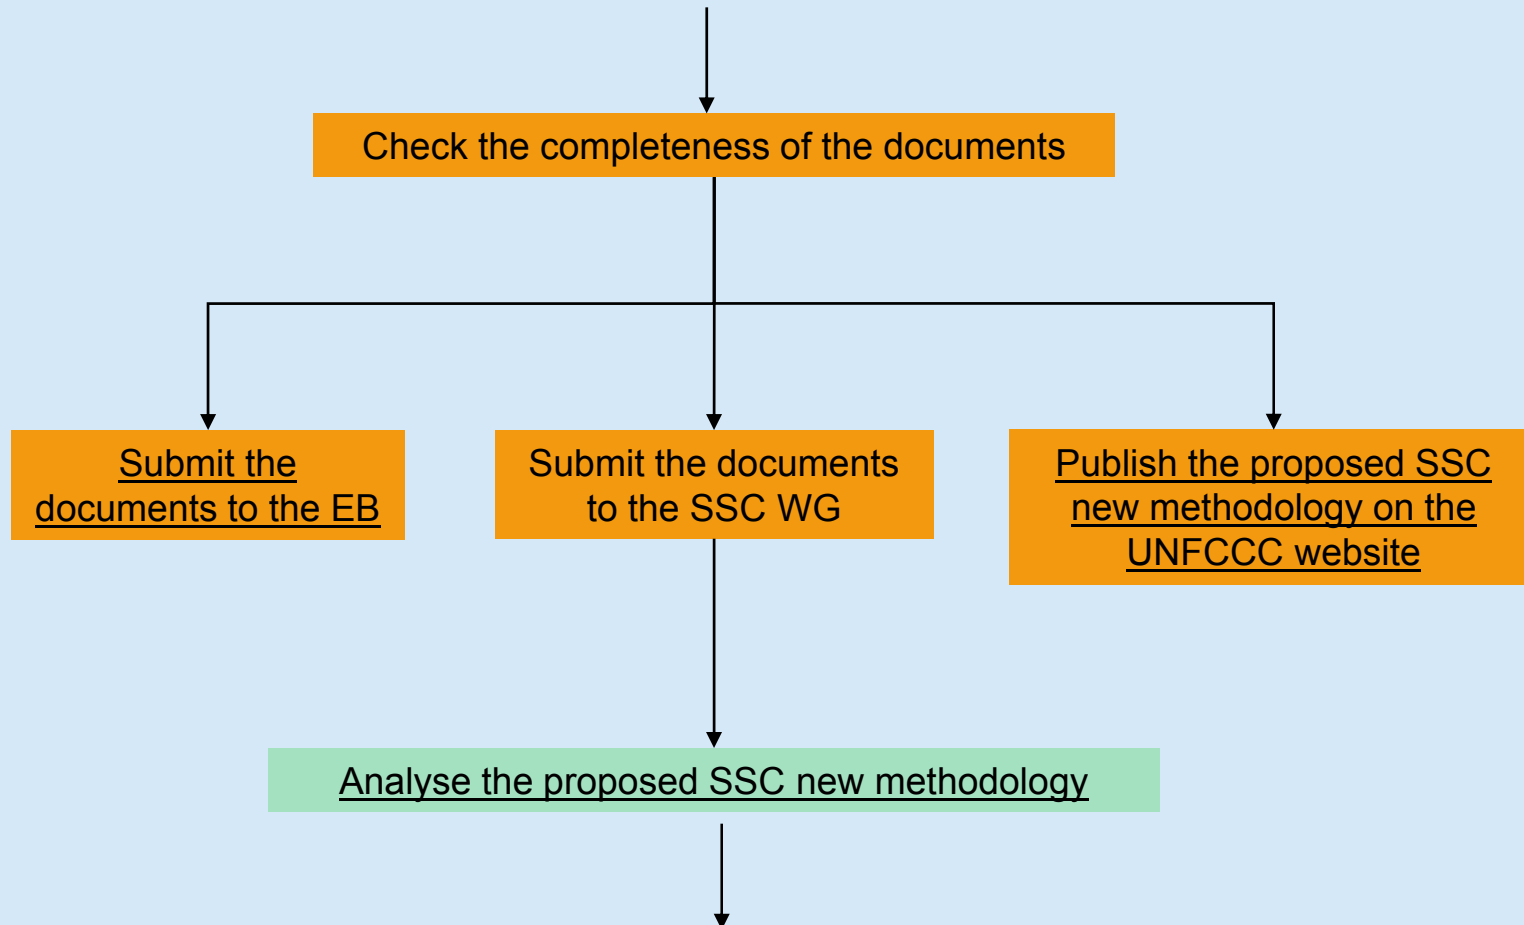 Check the completeness of the documents
Submit the
documents to the EB
Submit the documents
to the SSC WG
Publish the proposed SSC
new methodology on the
UNFCCC website
Analyse the proposed SSC new methodology